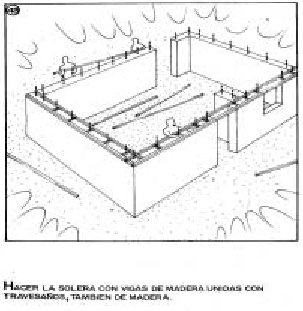 HACER LA SOLERA CON VIGAS DE MADERA UNIDAS CON
TRAVESAÑOS, TAMBIEN DE MADERA.